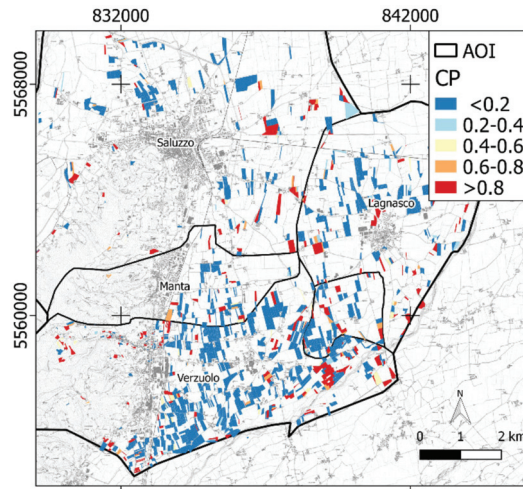 832000
842000
5568000
AOI
CP
<0.2
0.2-0.4
0.4-0.6
0.6-0.8
>0.8
Saluzzo
Lagnasco
Manta
5560000
Verzuolo
N
0 1 2 km